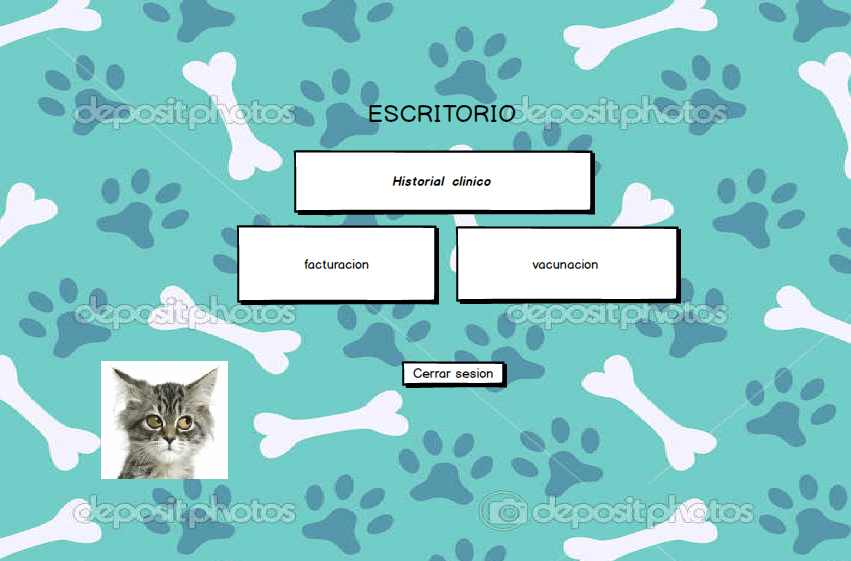 depositphotos depositphotos
ESCRITORIO
Historial clinico
facturacion
vacunacion
depositphotos depositphotos
Cerrar sesion
depositphotos depositphotos